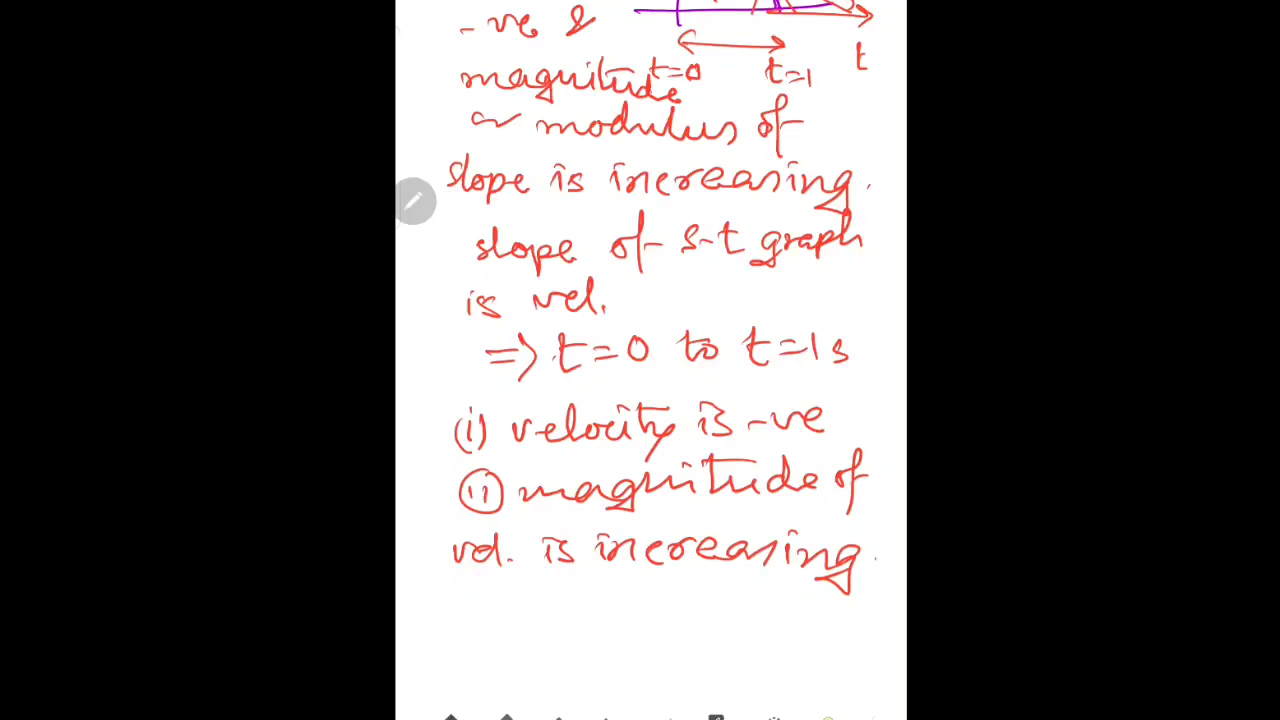 -ve &
t
magnitude t=0 t=1
or modulus of
slope is increasing.
slope of s-t graph
is vel.
=> t=0 to t=1s
(i) velocity is -ve
(ii) magnitude of
vel. is increasing.